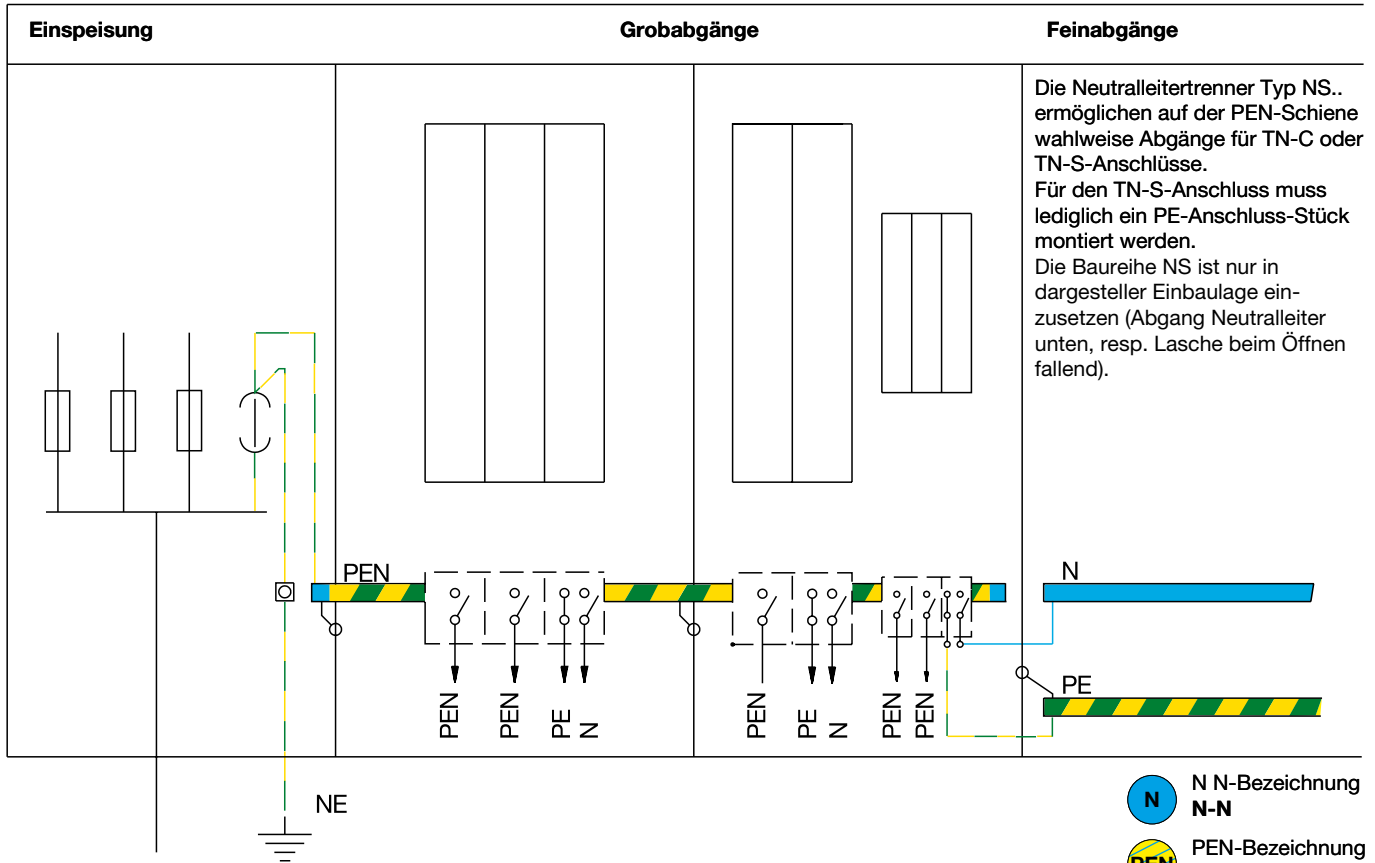 Einspeisung
Grobabgänge
Feinabgänge
Die Neutralleitertrenner Typ NS..
ermöglichen auf der PEN-Schiene
wahlweise Abgänge für TN-C oder
TN-S-Anschlüsse.
Für den TN-S-Anschluss muss
lediglich ein PE-Anschluss-Stück
montiert werden.
Die Baureihe NS ist nur in
dargesteller Einbaulage ein-
zusetzen (Abgang Neutralleiter
unten, resp. Lasche beim Öffnen
fallend).
PEN
N
PE
PEN
PEN
PE
N
PEN
PE
N
PEN
PEN
NE
N
N N-Bezeichnung
N-N
PEN
PEN-Bezeichnung